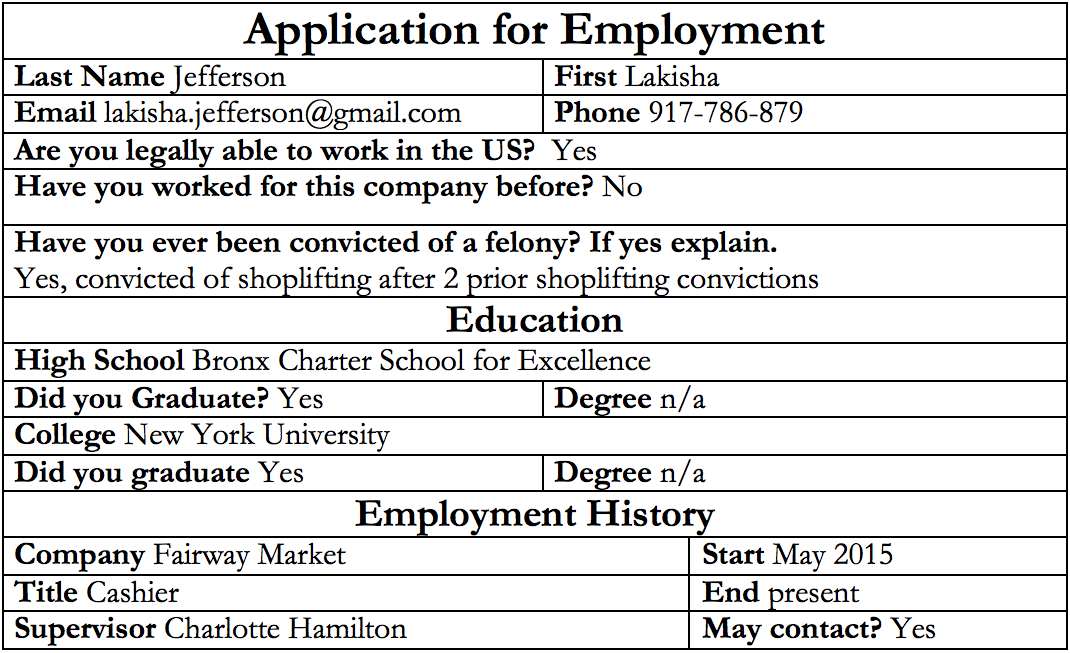 Application for Employment
Last Name Jefferson First Lakisha
Email lakisha.jefferson@gmail.com Phone 917-786-879
Are you legally able to work in the US? Yes
Have you worked for this company before? No
Have you ever been convicted of a felony? If yes explain.
Yes, convicted of shoplifting after 2 prior shoplifting convictions
Education
High School Bronx Charter School for Excellence
Did you Graduate? Yes Degree n/a
College New York University
Did you graduate Yes Degree n/a
Employment History
Company Fairway Market Start May 2015
Title Cashier End present
Supervisor Charlotte Hamilton May contact? Yes